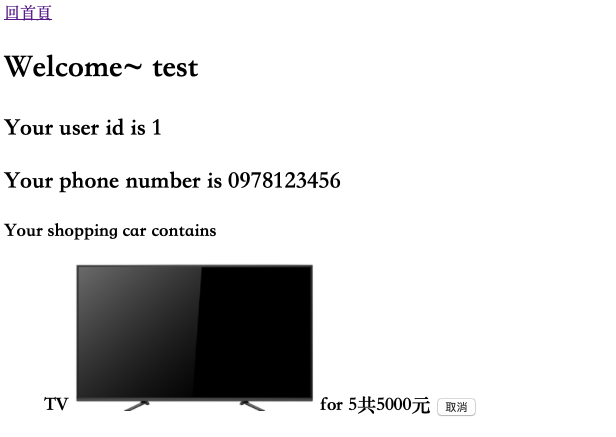 回首頁
Welcome~ test
Your user id is 1
Your phone number is 0978123456
Your shopping car contains
TV for 5共5000元 取消